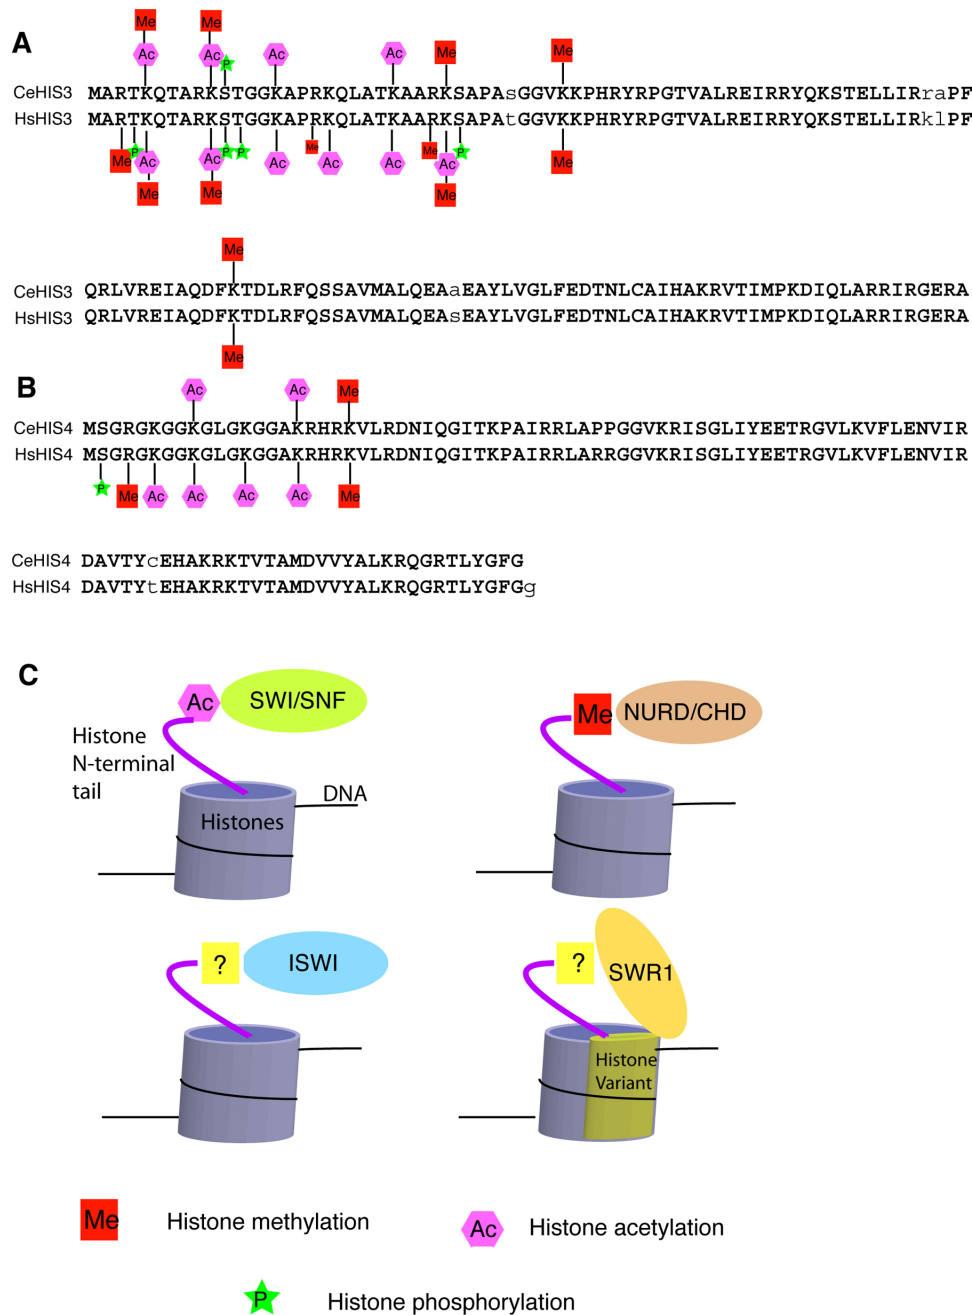 A
Me Me
Ac Ac P Ac Ac Me Me
CeHIS3 MARTKQTARKSTGGKAPRKQLATKAARKSAPAsGGVKKPHRYRPGTVALREIRRYQKSTELLIRraPF
HsHIS3 MARTKQTARKSTGGKAPRKQLATKAARKSAPAtGGVKKPHRYRPGTVALREIRRYQKSTELLIRklPF
Me P Ac Ac P P Ac Me Ac Ac Me Ac P Me
Me Me Me
Me
CeHIS3 QRLVREIAQDFKTDLRFQSSAVMALQEAaEAYLVGLFEDTNLCAIHAKRVTIMPKDIQLARRIRGERA
HsHIS3 QRLVREIAQDFKTDLRFQSSAVMALQEAsEAYLVGLFEDTNLCAIHAKRVTIMPKDIQLARRIRGERA
Me
B
Ac Ac Me
CeHIS4 MSGRGKGGKGLGKGGAKRHRKVLRDNIQGITKPAIRRLAPPGGVKRISGLIYEETRGVLKVFLENVIR
HsHIS4 MSGRGKGGKGLGKGGAKRHRKVLRDNIQGITKPAIRRLARRGGVKRISGLIYEETRGVLKVFLENVIR
P Me Ac Ac Ac Ac Me
CeHIS4 DAVTYcEHAKRKTVTAMDVVYALKRQGRTLYGFG
HsHIS4 DAVTYtEHAKRKTVTAMDVVYALKRQGRTLYGFGg
C
Ac SWI/SNF
Histone
N-terminal
tail
DNA
Histones
Me NURD/CHD
? ISWI
? SWR1
Histone
Variant
Me Histone methylation
Ac Histone acetylation
P Histone phosphorylation